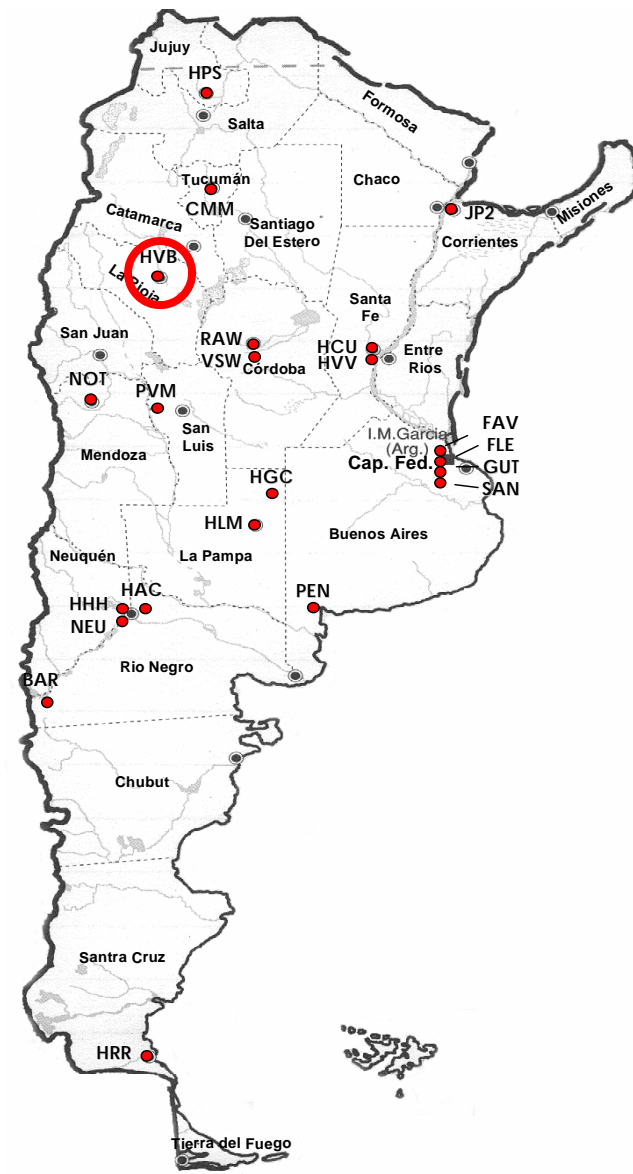 Jujuy
HPS
Formosa
Salta
Tucumán
Chaco
Misiones
CMM
JP2
Catamarca
Santiago
Del Estero
Corrientes
HVB
La Rioja
Santa
Fe
San Juan
RAW
HCU
VSW
HVV
Córdoba
Entre
Rios
NOT
PVM
San
Luis
FAV
I.M.Garcia
(Arg.)
FLE
Mendoza
Cap. Fed.
GUT
HGC
SAN
HLM
Buenos Aires
Neuquén
La Pampa
HAC
PEN
HHH
NEU
Rio Negro
BAR
Chubut
Santra Cruz
HRR
Tierra del Fuego